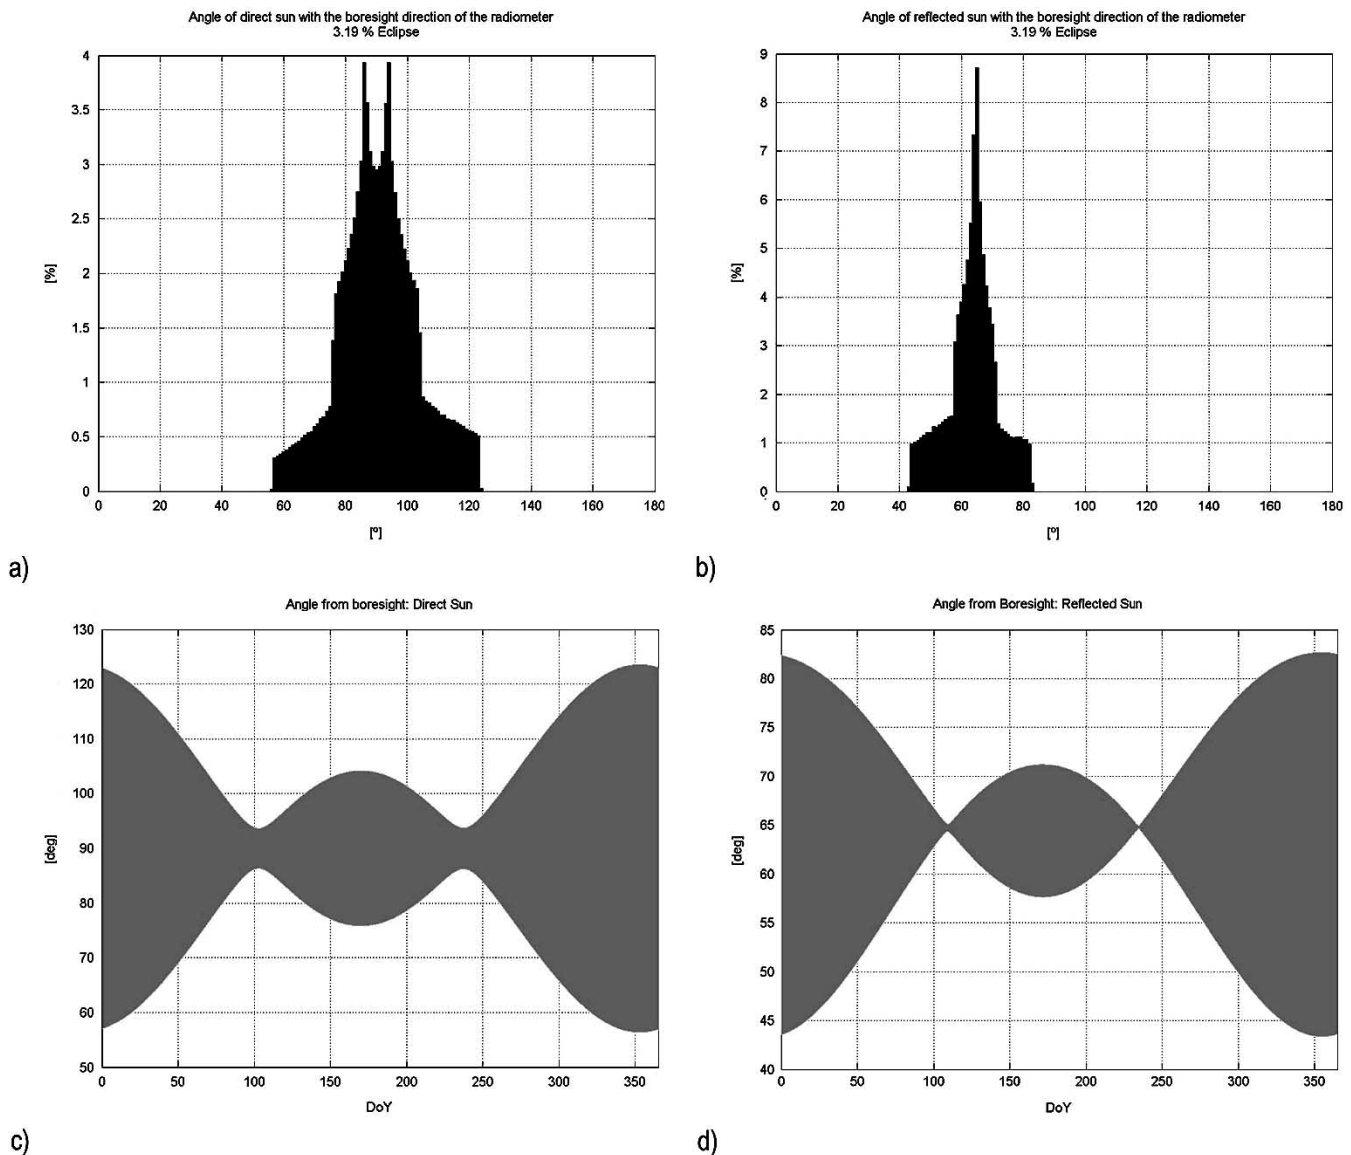 Angle of direct sun with the boresight direction of the radiometer
3.19 % Eclipse
4
3.5
3
2.5
2
1.5
1
0.5
0
[%]
0 20 40 60 80 100 120 140 160 180
[º]
a)
Angle of reflected sun with the boresight direction of the radiometer
3.19 % Eclipse
9
8
7
6
5
4
3
2
1
0
[%]
0 20 40 60 80 100 120 140 160 180
[º]
b)
Angle from boresight: Direct Sun
130
120
110
100
90
80
70
60
50
[deg]
0 50 100 150 200 250 300 350
DoY
c)
Angle from Boresight: Reflected Sun
85
80
75
70
65
60
55
50
45
40
[deg]
0 50 100 150 200 250 300 350
DoY
d)